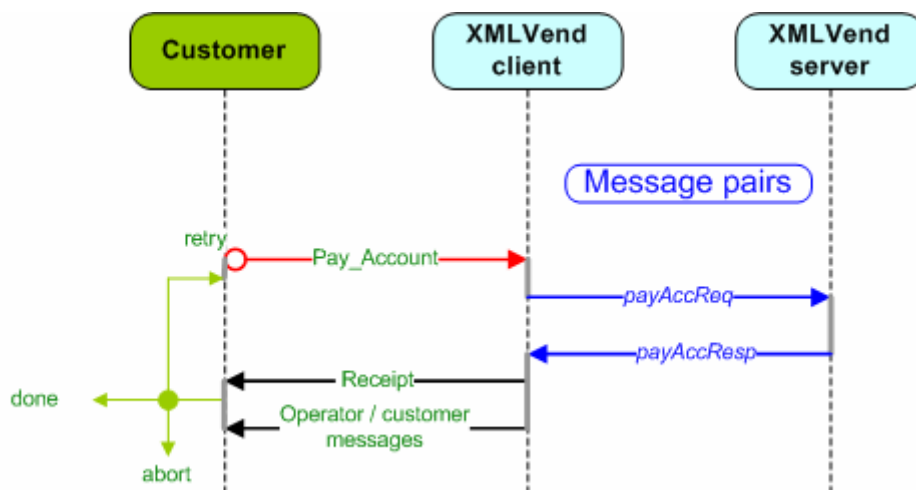 Customer
XMLVend
client
XMLVend
server
Message pairs
retry
Pay_Account
payAccReq
payAccResp
Receipt
done
Operator / customer
messages
abort